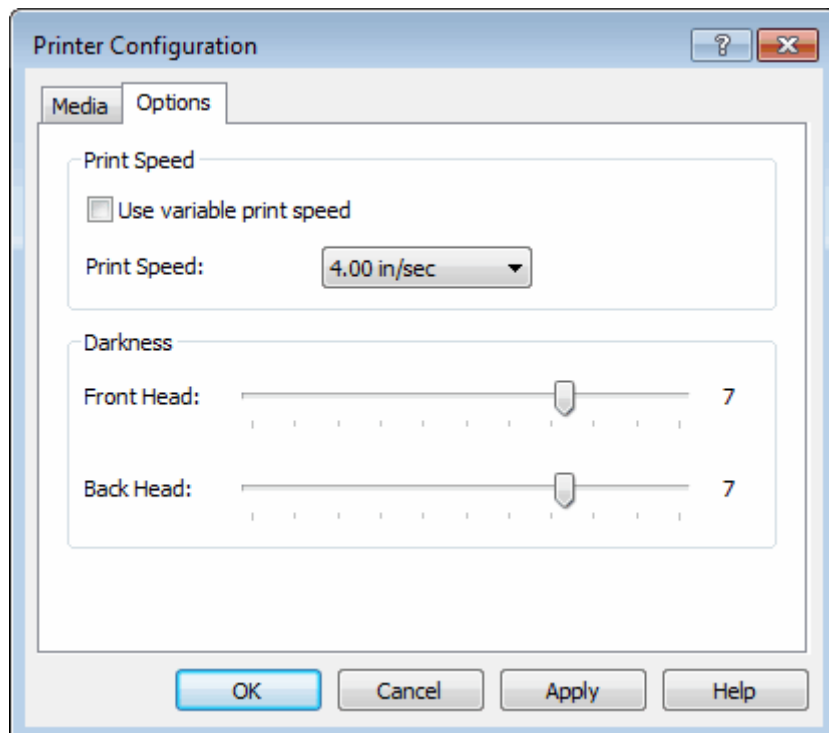 Printer Configuration
Media Options
Print Speed
Use variable print speed
Print Speed: 4.00 in/sec
Darkness
Front Head: 7
Back Head: 7
OK Cancel Apply Help